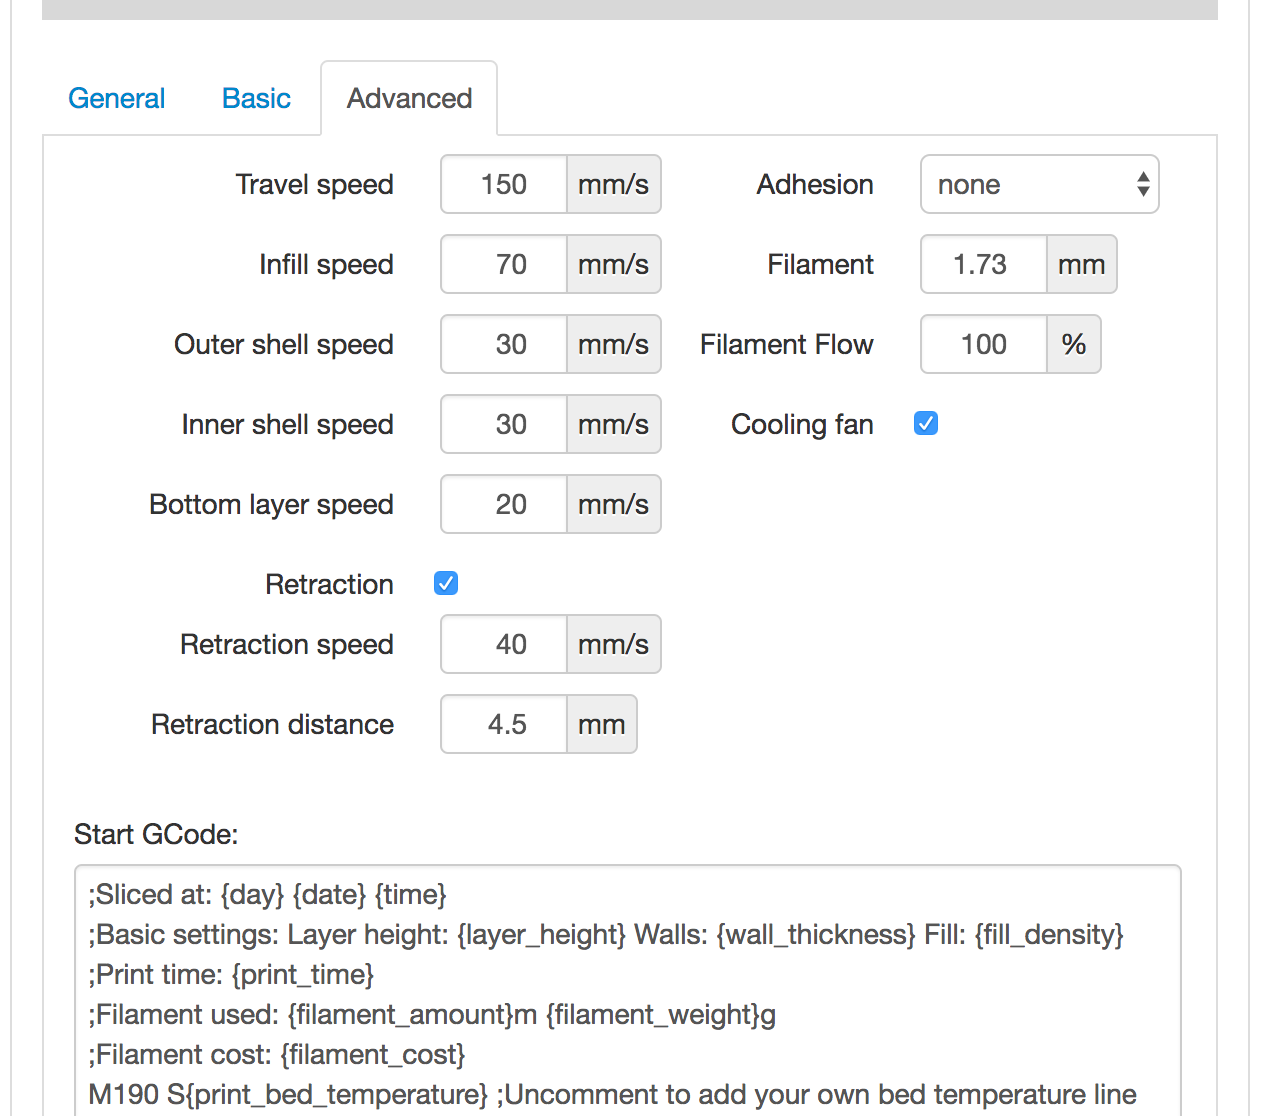 General Basic Advanced
Travel speed 150 mm/s Adhesion none
Infill speed 70 mm/s Filament 1.73 mm
Outer shell speed 30 mm/s Filament Flow 100 %
Inner shell speed 30 mm/s Cooling fan
Bottom layer speed 20 mm/s
Retraction
Retraction speed 40 mm/s
Retraction distance 4.5 mm
Start GCode:
;Sliced at: {day} {date} {time}
;Basic settings: Layer height: {layer_height} Walls: {wall_thickness} Fill: {fill_density}
;Print time: {print_time}
;Filament used: {filament_amount}m {filament_weight}g
;Filament cost: {filament_cost}
M190 S{print_bed_temperature} ;Uncomment to add your own bed temperature line